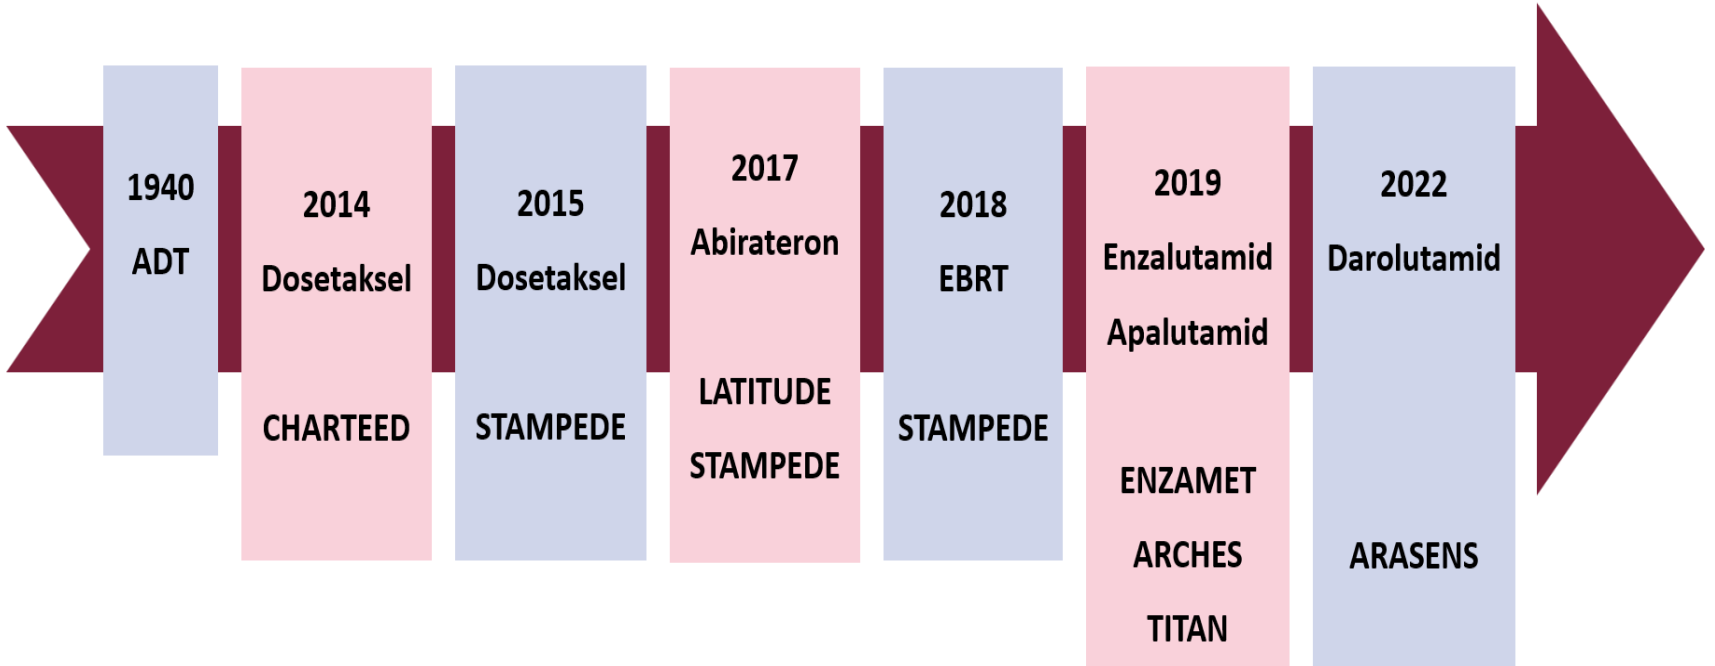 1940
ADT
2014
Dosetaksel
CHARTEED
2015
Dosetaksel
STAMPEDE
2017
Abirateron
LATITUDE
STAMPEDE
2018
EBRT
STAMPEDE
2019
Enzalutamid
Apalutamid
ENZAMET
ARCHES
TITAN
2022
Darolutamid
ARASENS